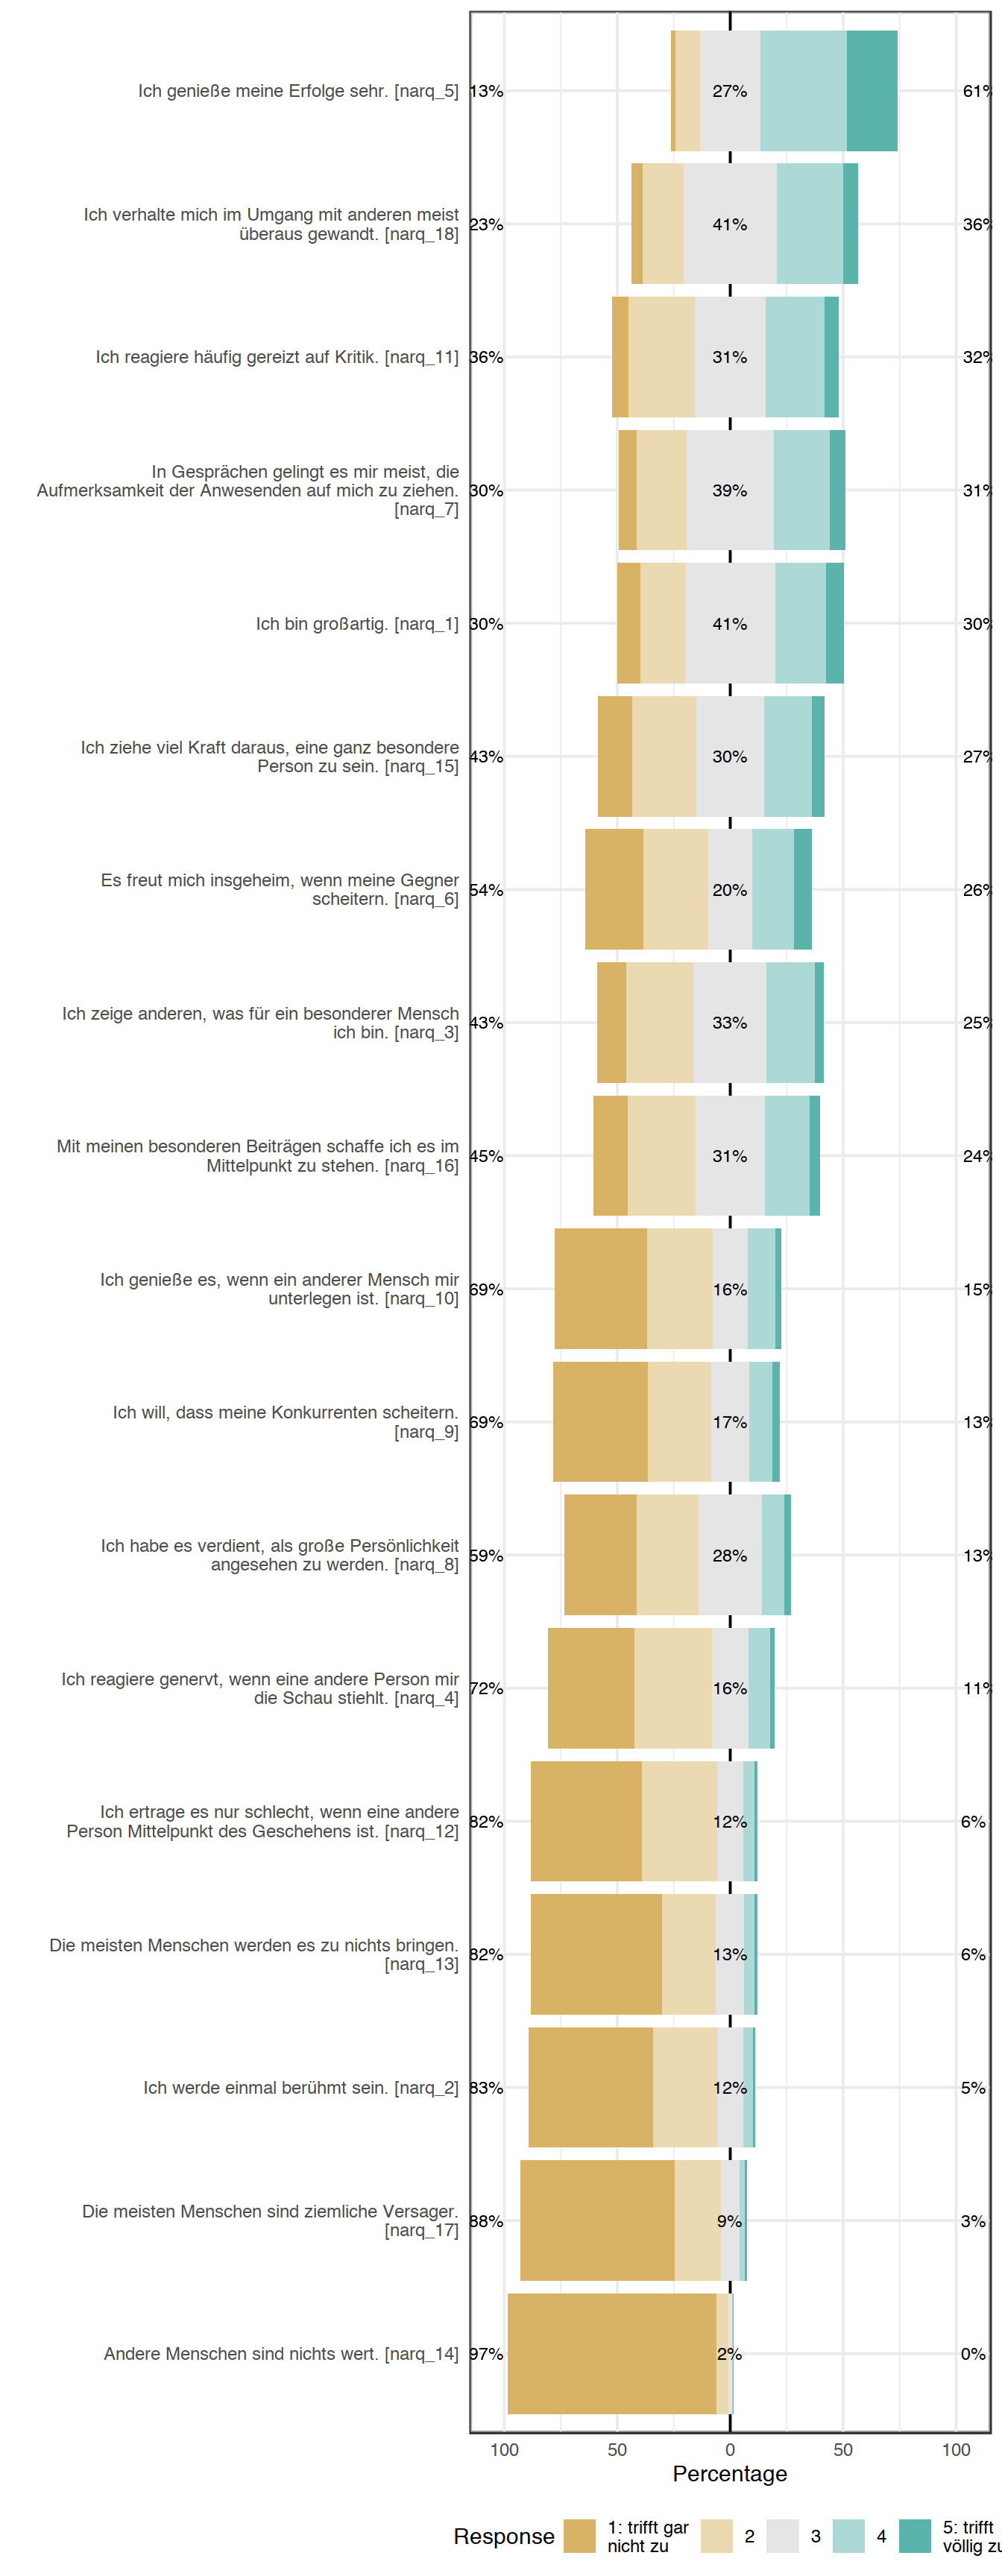 Ich genieße meine Erfolge sehr. [narq_5] 13% 27% 61%
Ich verhalte mich im Umgang mit anderen meist
überaus gewandt. [narq_18] 23% 41% 36%
Ich reagiere häufig gereizt auf Kritik. [narq_11] 36% 31% 32%
In Gesprächen gelingt es mir meist, die
Aufmerksamkeit der Anwesenden auf mich zu ziehen. 30% 39% 31%
[narq_7]
Ich bin großartig. [narq_1] 30% 41% 30%
Ich ziehe viel Kraft daraus, eine ganz besondere
Person zu sein. [narq_15] 43% 30% 27%
Es freut mich insgeheim, wenn meine Gegner
scheitern. [narq_6] 54% 20% 26%
Ich zeige anderen, was für ein besonderer Mensch
ich bin. [narq_3] 43% 33% 25%
Mit meinen besonderen Beiträgen schaffe ich es im
Mittelpunkt zu stehen. [narq_16] 45% 31% 24%
Ich genieße es, wenn ein anderer Mensch mir
unterlegen ist. [narq_10] 69% 16% 15%
Ich will, dass meine Konkurrenten scheitern.
[narq_9] 69% 17% 13%
Ich habe es verdient, als große Persönlichkeit
angesehen zu werden. [narq_8] 59% 28% 13%
Ich reagiere genervt, wenn eine andere Person mir
die Schau stiehlt. [narq_4] 72% 16% 11%
Ich ertrage es nur schlecht, wenn eine andere
Person Mittelpunkt des Geschehens ist. [narq_12] 82% 12% 6%
Die meisten Menschen werden es zu nichts bringen.
[narq_13] 82% 13% 6%
Ich werde einmal berühmt sein. [narq_2] 83% 12% 5%
Die meisten Menschen sind ziemliche Versager.
[narq_17] 88% 9% 3%
Andere Menschen sind nichts wert. [narq_14] 97% 2% 0%
100 50 0 50 100
Percentage
Response 1: trifft gar nicht zu 2 3 4 5: trifft völlig zu